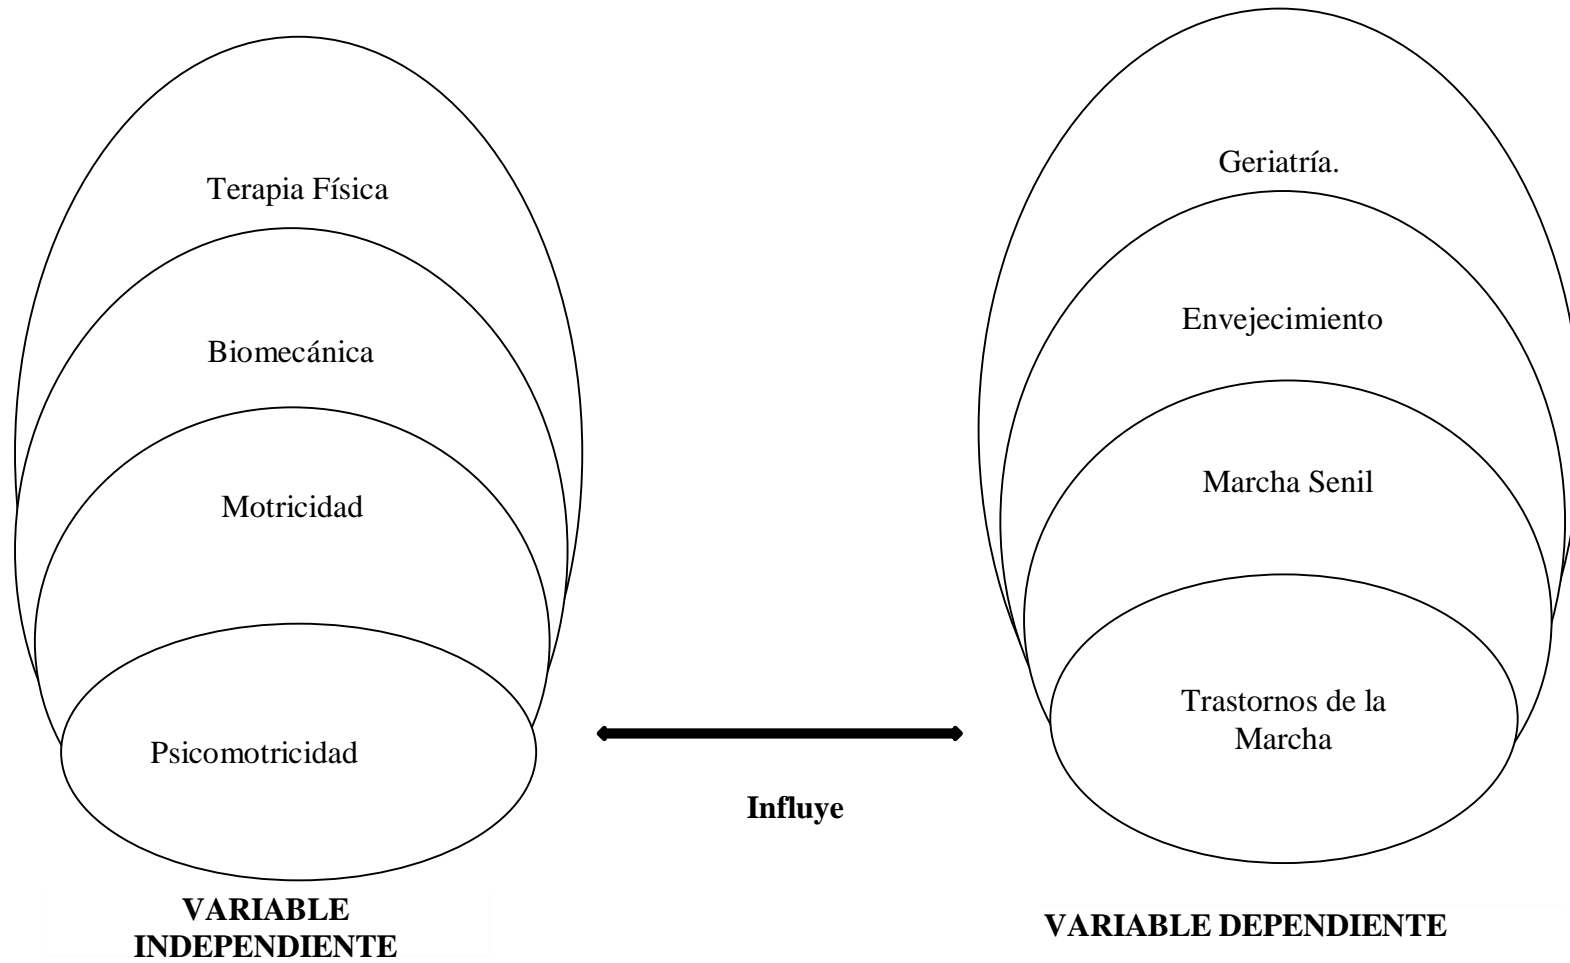 Terapia Física
Biomecánica
Motricidad
Psicomotricidad
Influye
VARIABLE
INDEPENDIENTE
Geriatría.
Envejecimiento
Marcha Senil
Trastornos de la
Marcha
VARIABLE DEPENDIENTE